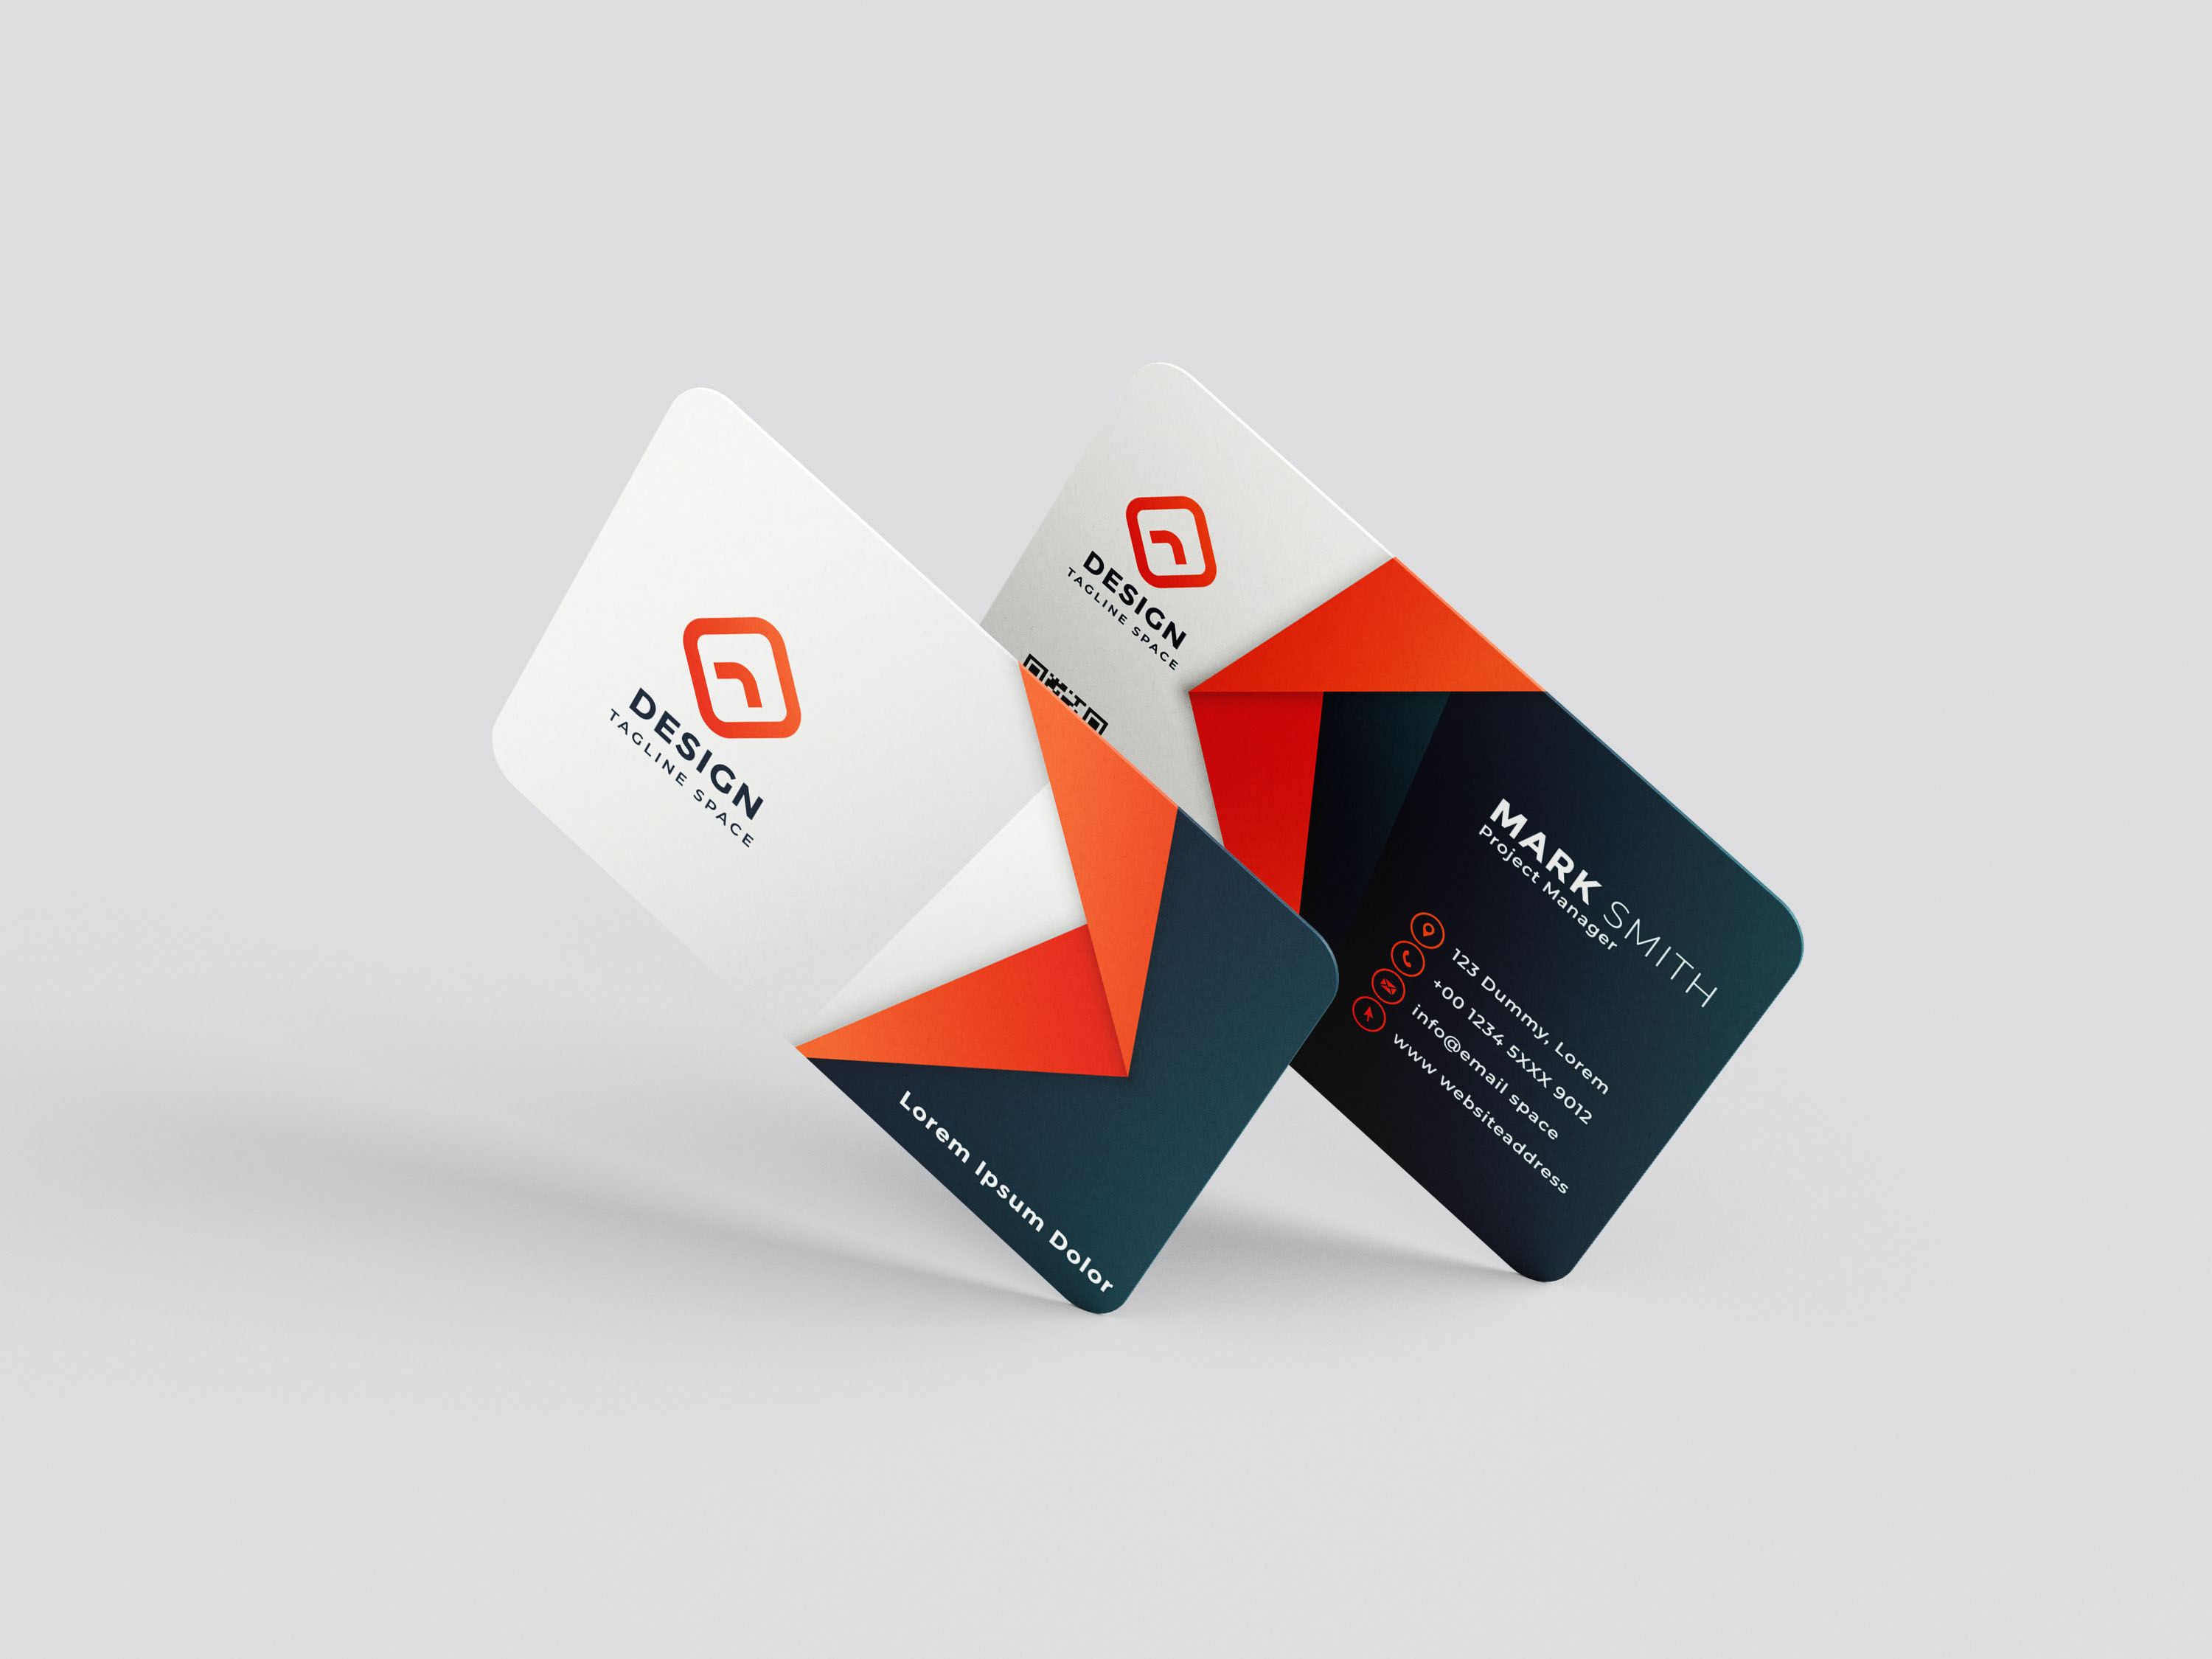 DESIGN
TAGLINE SPACE
Lorem Ipsum Dolor
DESIGN
TAGLINE SPACE
MARK SMITH
Project Manager
123 Dummy, Lorem
+00 1234 5XXX 9012
info@email space
www websiteaddress